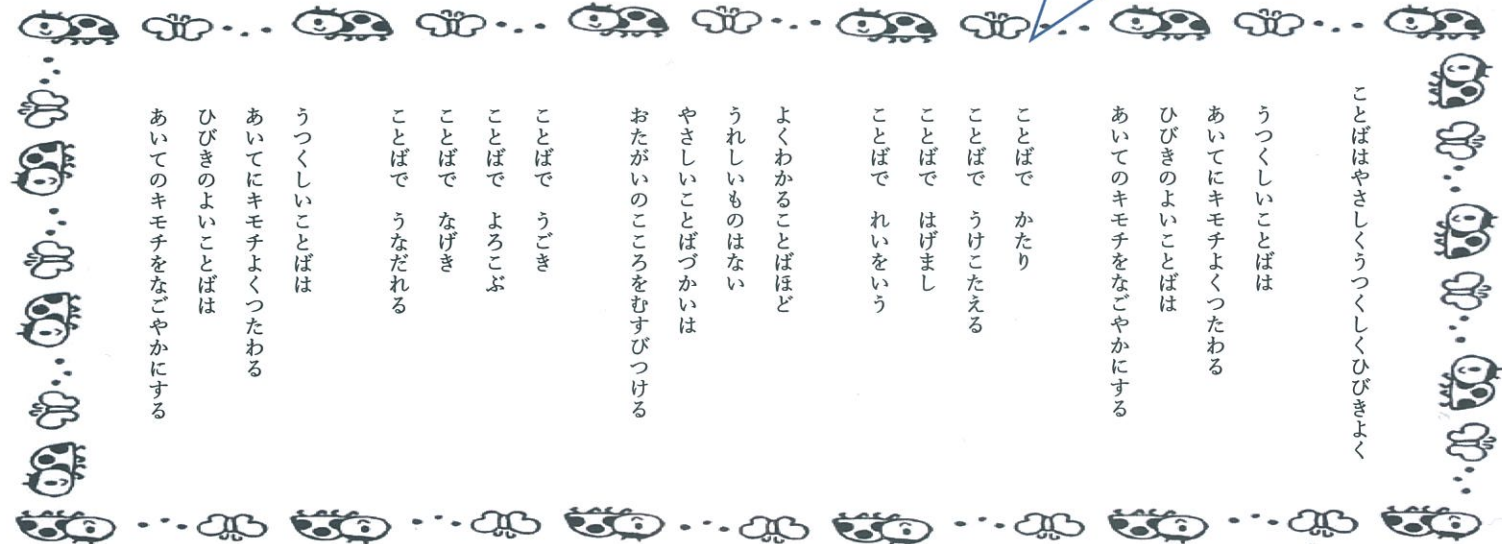 ことばはやさしくうつくしくひびきよく
うつくしいことばは
あいてにキモチよくつたわる
ひびきのよいことばは
あいてのキモチをなごやかにする
ことばで　かたり
ことばで　うけこたえる
ことばで　はげまし
ことばで　れいをいう
よくわかることばほど
うれしいものはない
やさしいことばづかいは
おたがいのこころをむすびつける
ことばで　うごき
ことばで　よろこぶ
ことばで　なげき
ことばで　うなだれる
うつくしいことばは
あいてにキモチよくつたわる
ひびきのよいことばは
あいてのキモチをなごやかにする